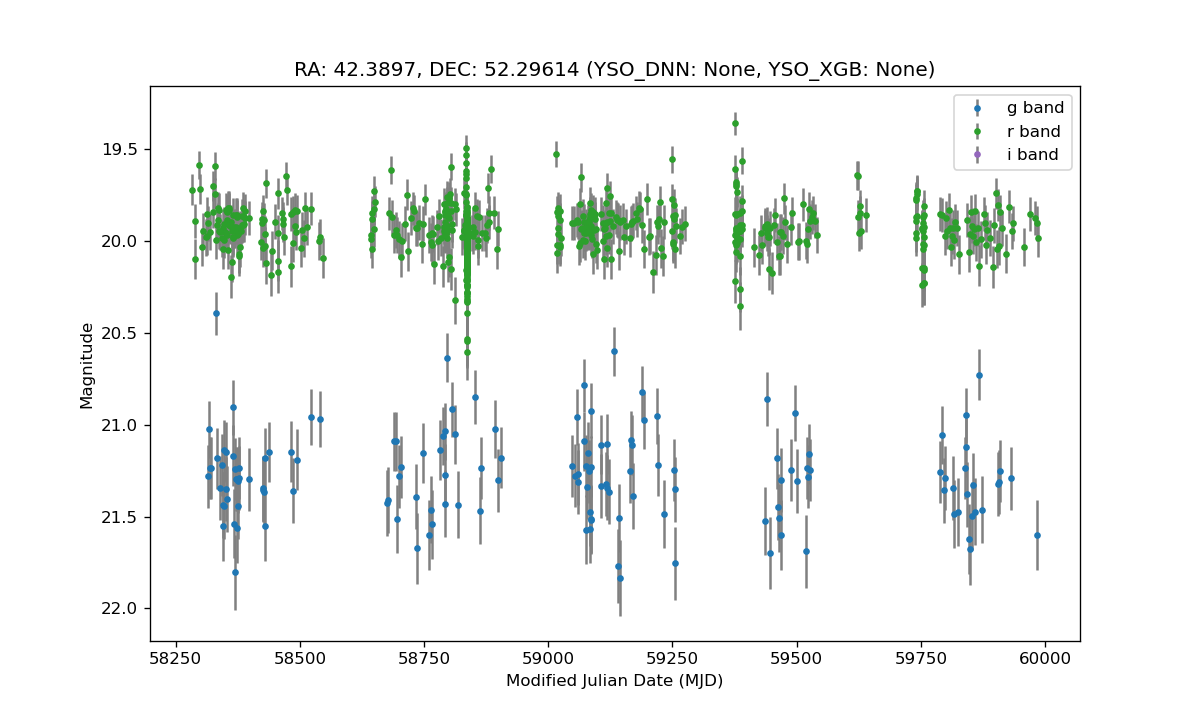 RA: 42.3897, DEC: 52.29614 (YSO_DNN: None, YSO_XGB: None)
g band
r band
i band
19.5
20.0
20.5
21.0
21.5
22.0
Magnitude
58250 58500 58750 59000 59250 59500 59750 60000
Modified Julian Date (MJD)